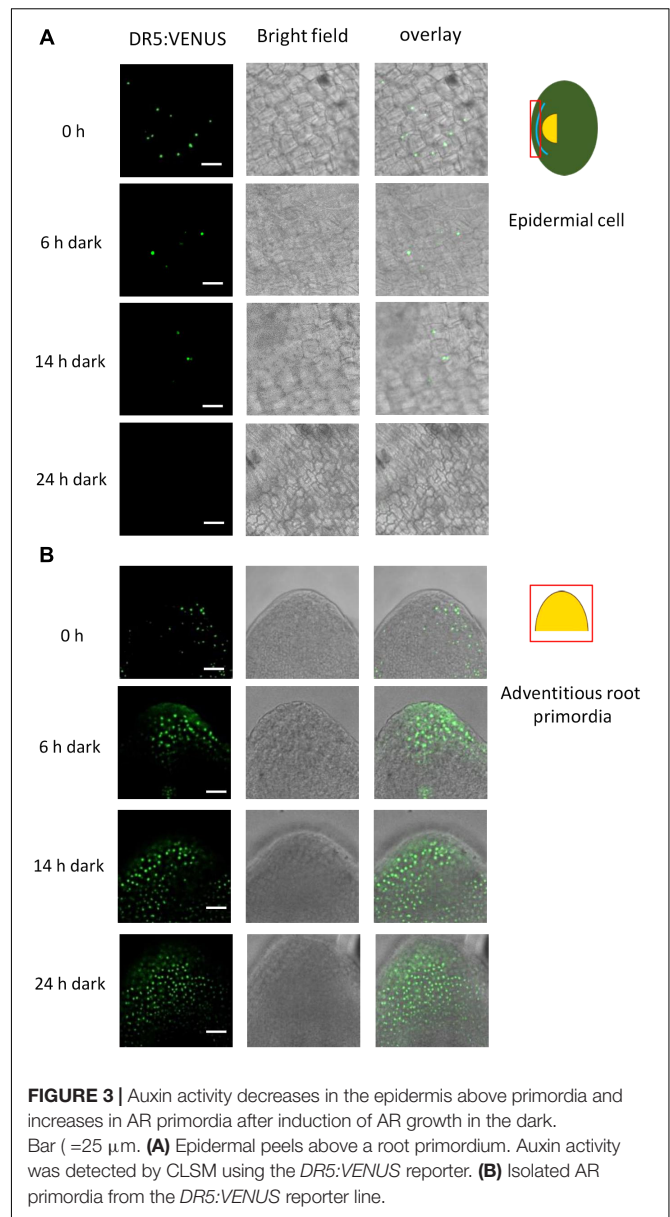 A
DR5:VENUS Bright field overlay
0 h
6 h dark
Epidermial cell
14 h dark
24 h dark
B
0 h
Adventitious root
primordia
6 h dark
14 h dark
24 h dark
FIGURE 3 | Auxin activity decreases in the epidermis above primordia and
increases in AR primordia after induction of AR growth in the dark.
Bar ( =25 μm. (A) Epidermal peels above a root primordium. Auxin activity
was detected by CLSM using the DR5:VENUS reporter. (B) Isolated AR
primordia from the DR5:VENUS reporter line.